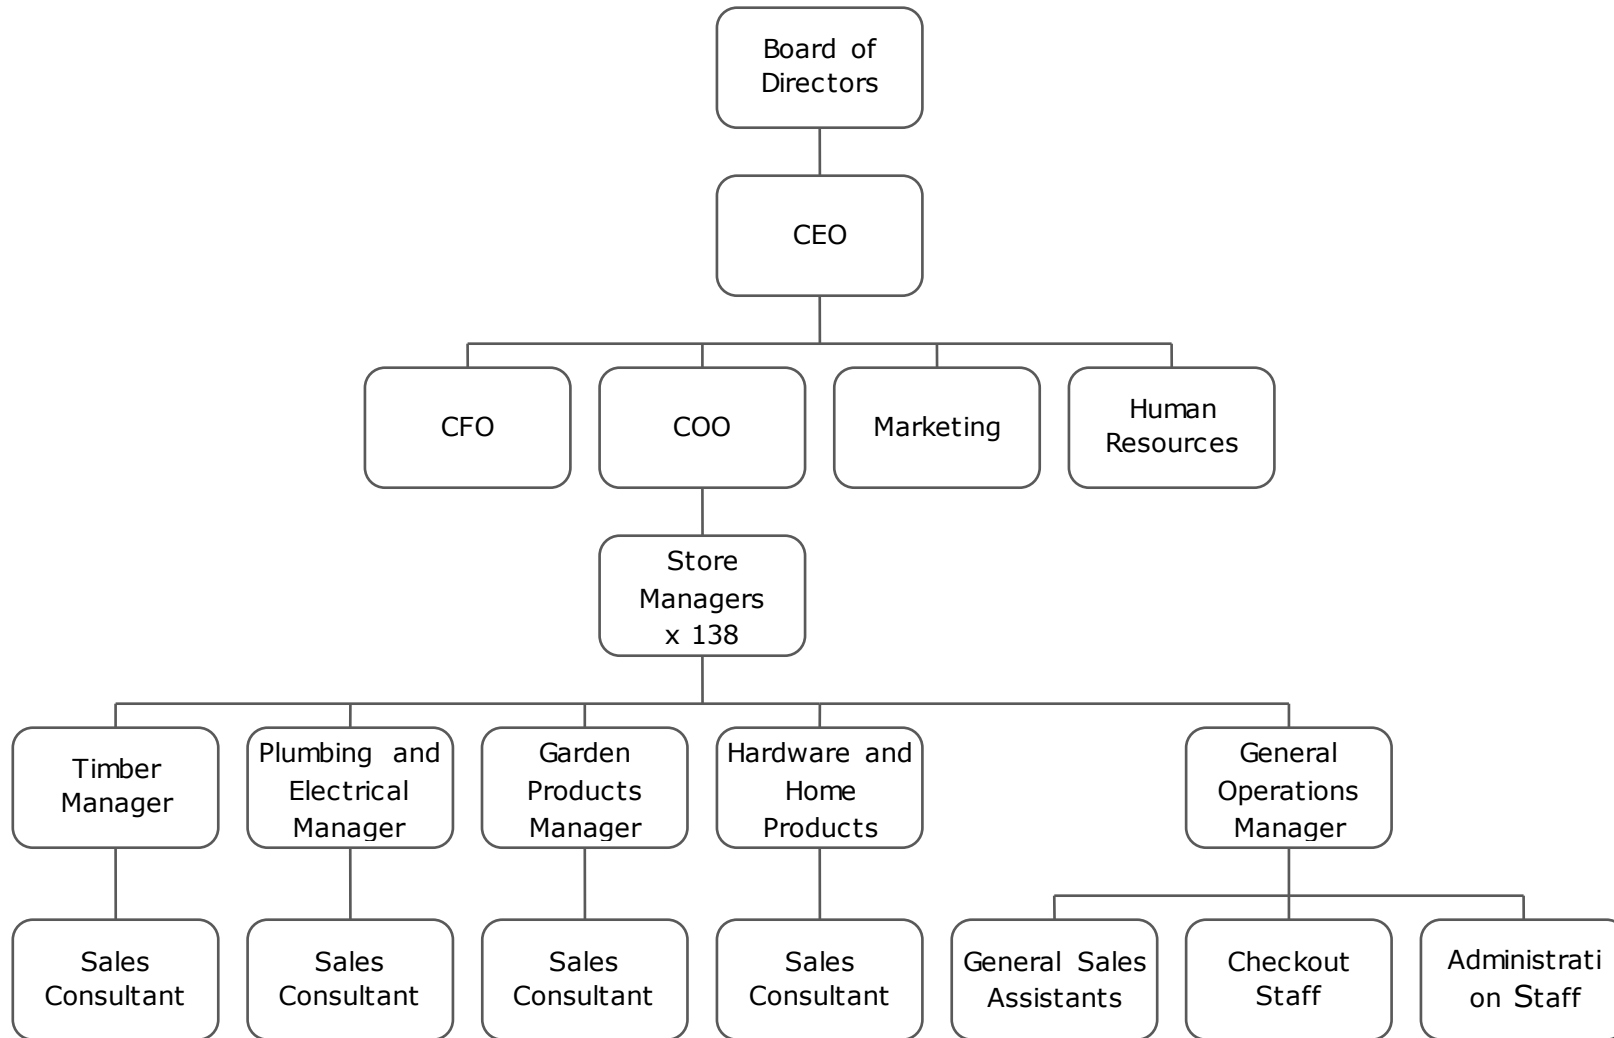 Board of
Directors
CEO
CFO
COO
Marketing
Human
Resources
Store
Managers
x 138
Timber
Manager
Plumbing and
Electrical
Manager
Garden
Products
Manager
Hardware and
Home
Products
General
Operations
Manager
Sales
Consultant
Sales
Consultant
Sales
Consultant
Sales
Consultant
General Sales
Assistants
Checkout
Staff
Administrati
on Staff